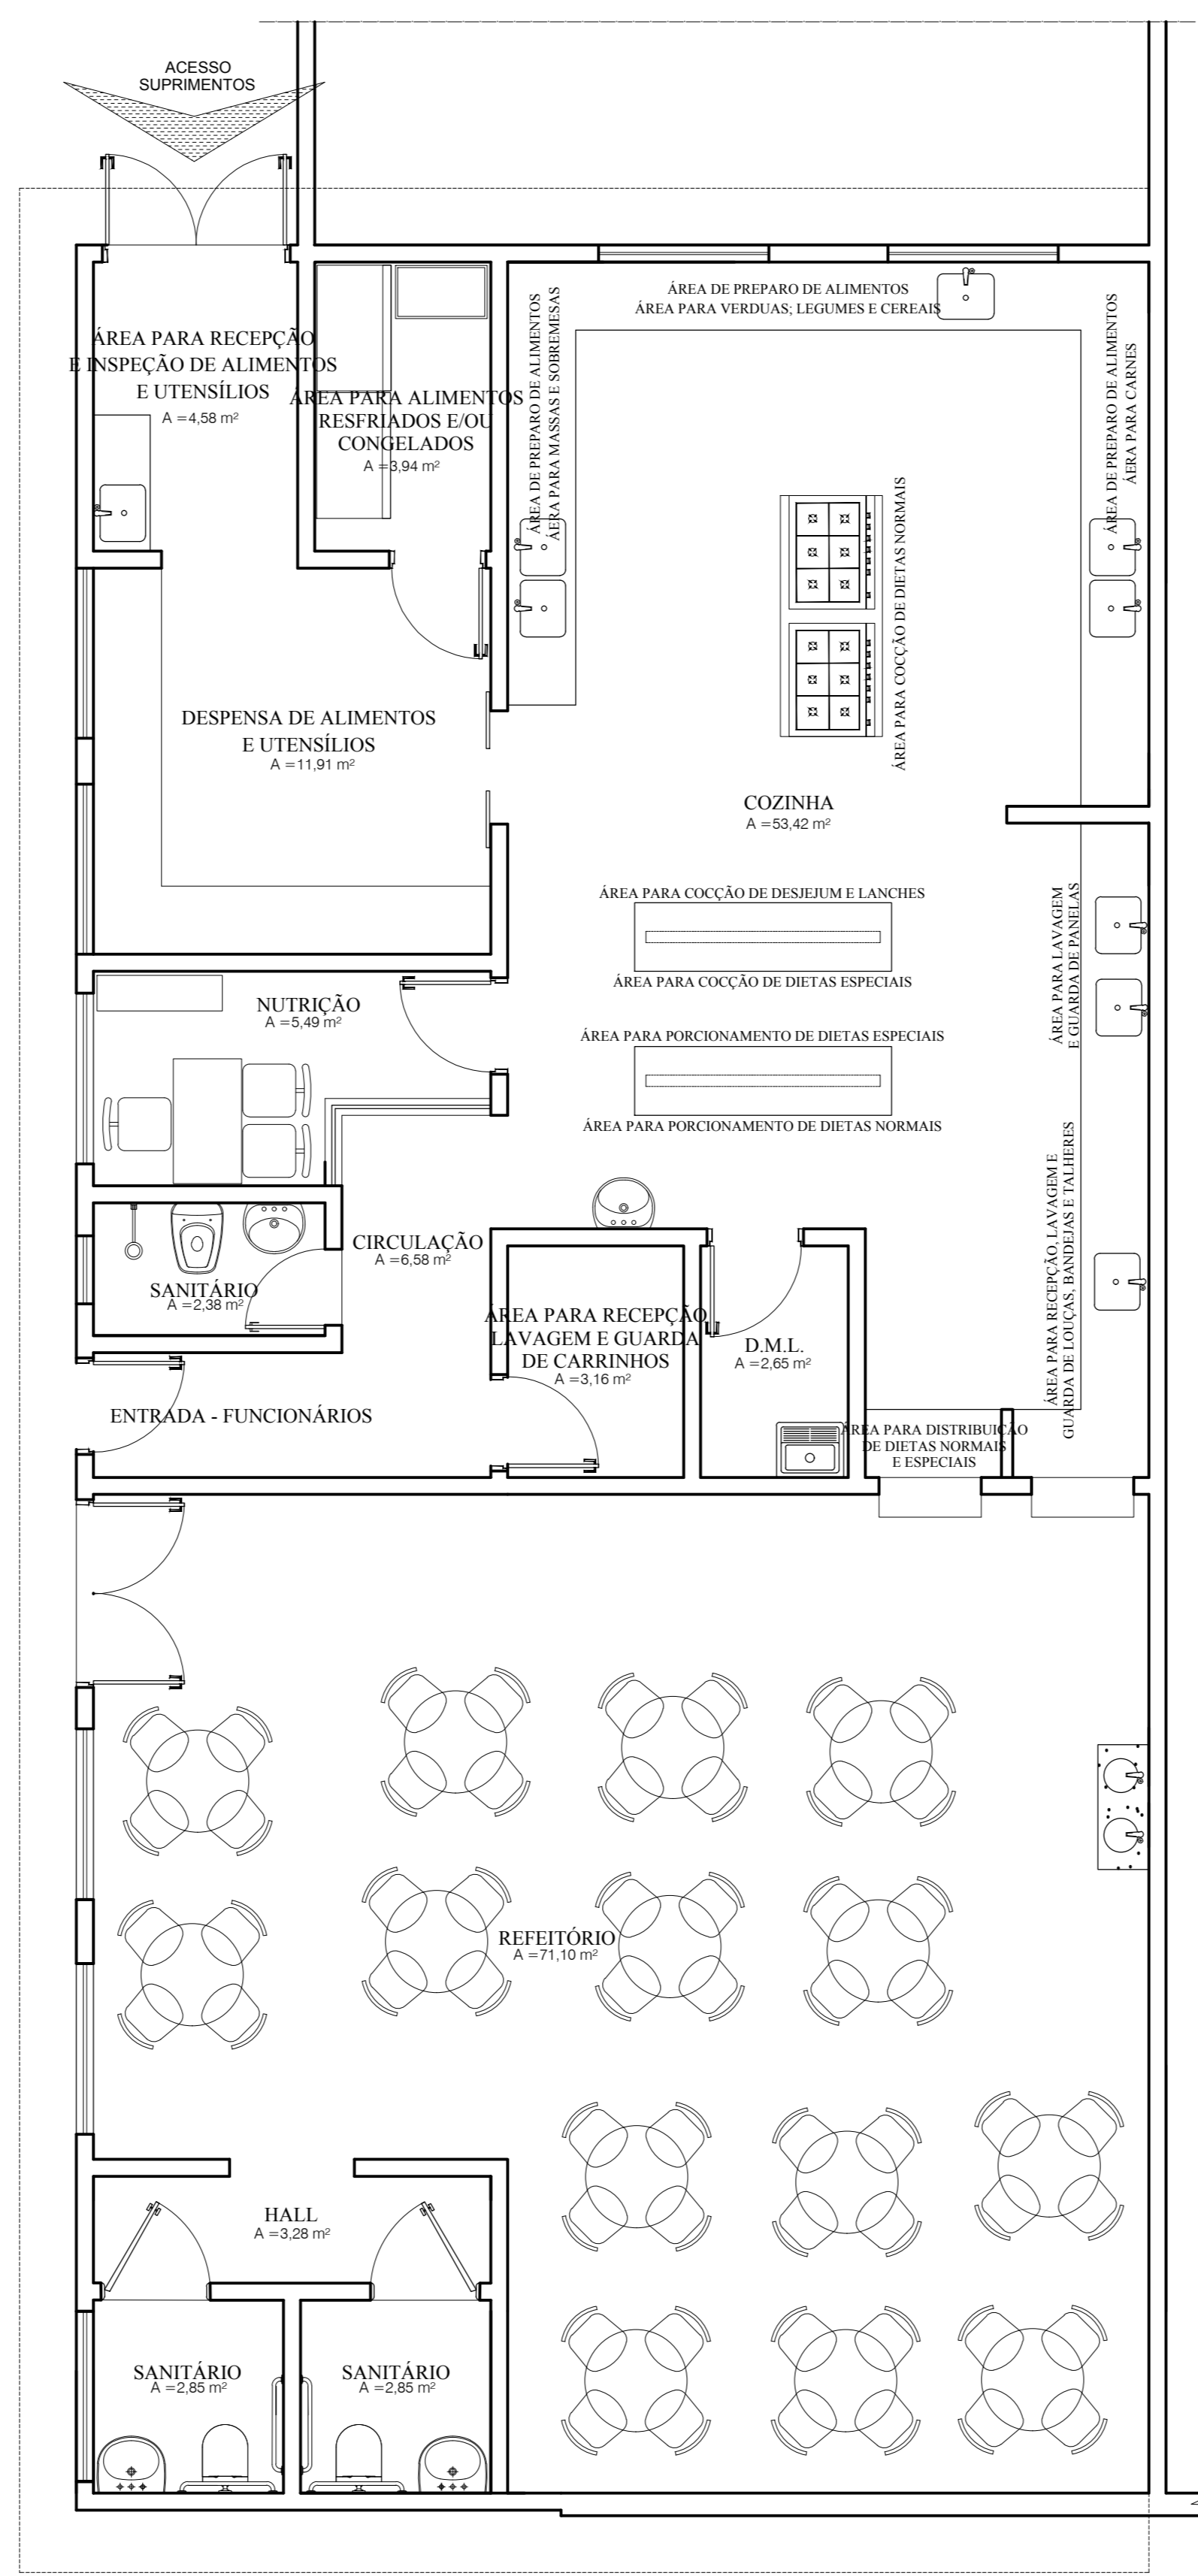 ACESSO
SUPRIMENTOS
ÁREA PARA RECEPÇÃO
E INSPEÇÃO DE ALIMENTOS
E UTENSÍLIOS
A =4,58 m²
ÁREA PARA ALIMENTOS
RESFRIADOS E/OU
CONGELADOS
A =3,94 m²
ÁREA DE PREPARO DE ALIMENTOS
ÁERA PARA MASSAS E SOBREMESAS
ÁREA DE PREPARO DE ALIMENTOS
ÁREA PARA VERDUAS; LEGUMES E CEREAIS
ÁREA DE PREPARO DE ALIMENTOS
ÁERA PARA CARNES
ÁREA PARA COCÇÃO DE DIETAS NORMAIS
DESPENSA DE ALIMENTOS
E UTENSÍLIOS
A =11,91 m²
COZINHA
A =53,42 m²
ÁREA PARA COCÇÃO DE DESJEJUM E LANCHES
ÁREA PARA COCÇÃO DE DIETAS ESPECIAIS
ÁREA PARA LAVAGEM
E GUARDA DE PANELAS
NUTRIÇÃO
A =5,49 m²
ÁREA PARA PORCIONAMENTO DE DIETAS ESPECIAIS
ÁREA PARA PORCIONAMENTO DE DIETAS NORMAIS
ÁREA PARA RECEPÇÃO, LAVAGEM E
GUARDA DE LOUÇAS, BANDEJAS E TALHERES
CIRCULAÇÃO
A =6,58 m²
SANITÁRIO
A =2,38 m²
ÁREA PARA RECEPÇÃO
LAVAGEM E GUARDA
DE CARRINHOS
A =3,16 m²
D.M.L.
A =2,65 m²
ENTRADA - FUNCIONÁRIOS
ÁREA PARA DISTRIBUIÇÃO
DE DIETAS NORMAIS
E ESPECIAIS
REFEITÓRIO
A =71,10 m²
HALL
A =3,28 m²
SANITÁRIO
A =2,85 m²
SANITÁRIO
A =2,85 m²